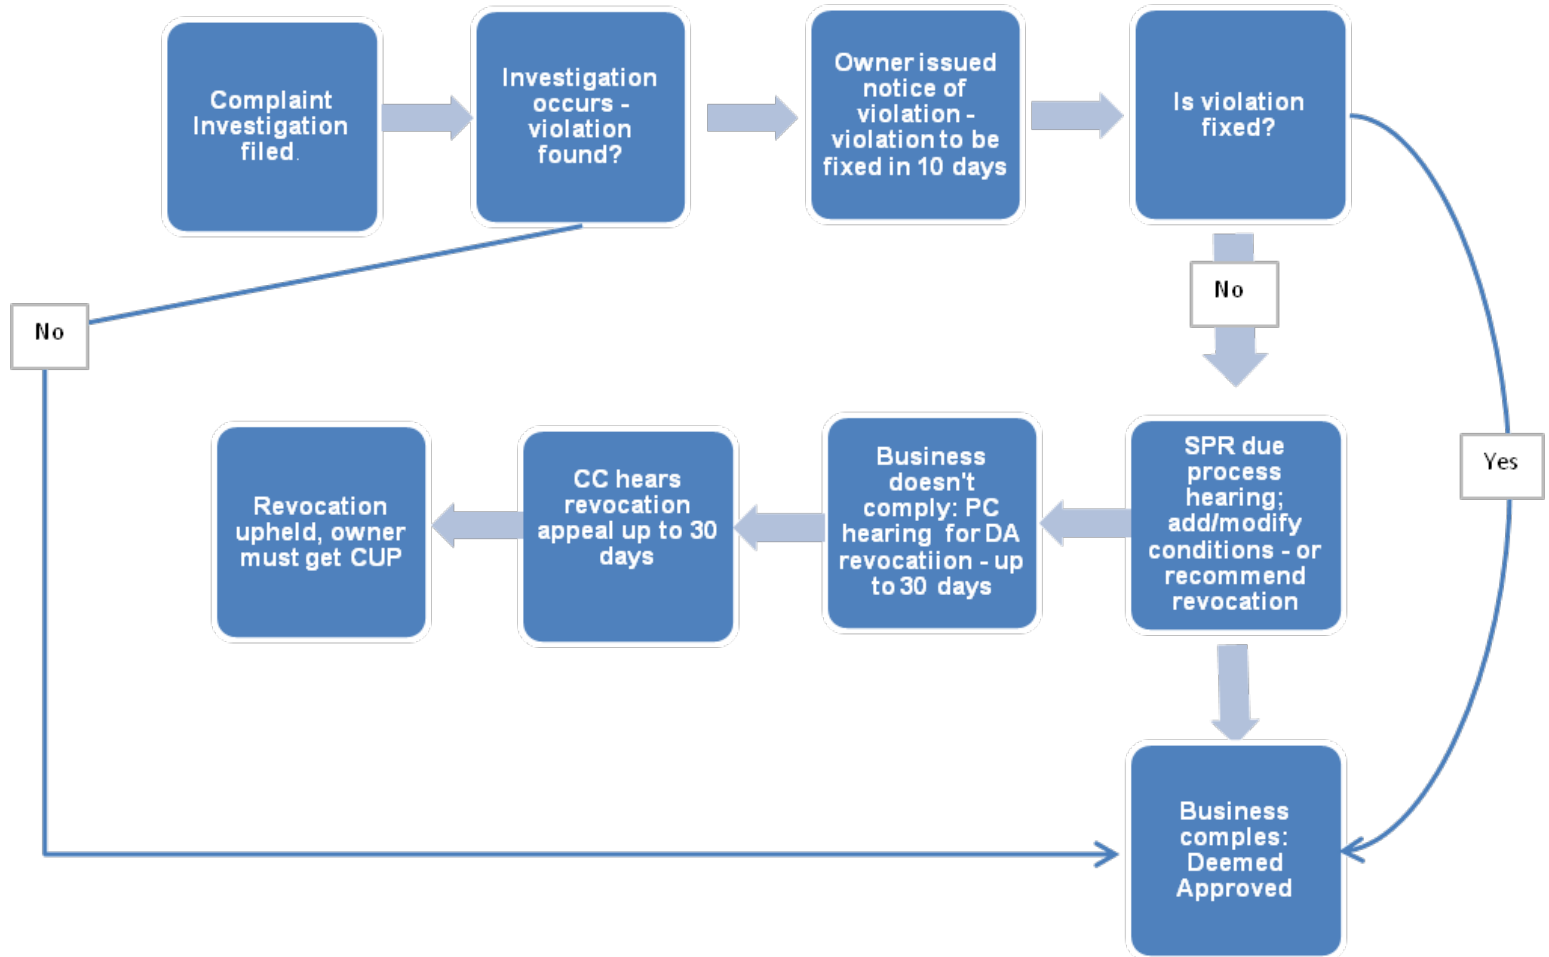 Complaint
Investigation
filed.
Investigation
occurs -
violation
found?
Owner issued
notice of
violation -
violation to be
fixed in 10 days
Is violation
fixed?
No
No
Yes
Revocation
upheld, owner
must get CUP
CC hears
revocation
appeal up to 30
days
Business
doesn't
comply: PC
hearing for DA
revocatiion - up
to 30 days
SPR due
process
hearing;
add/modify
conditions - or
recommend
revocation
Business
comples:
Deemed
Approved